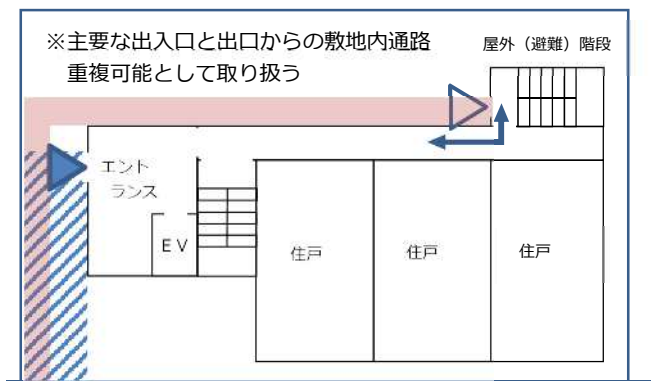 ※主要な出入口と出口からの敷地内通路
重複可能として取り扱う
屋外（避難）階段
エント
ランス
ＥＶ
住戸
住戸
住戸